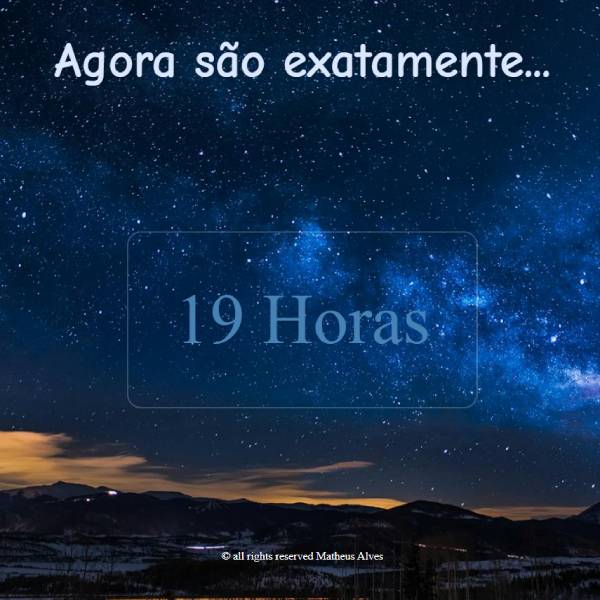 Agora são exatamente...
19 Horas
© all rights reserved Matheus Alves